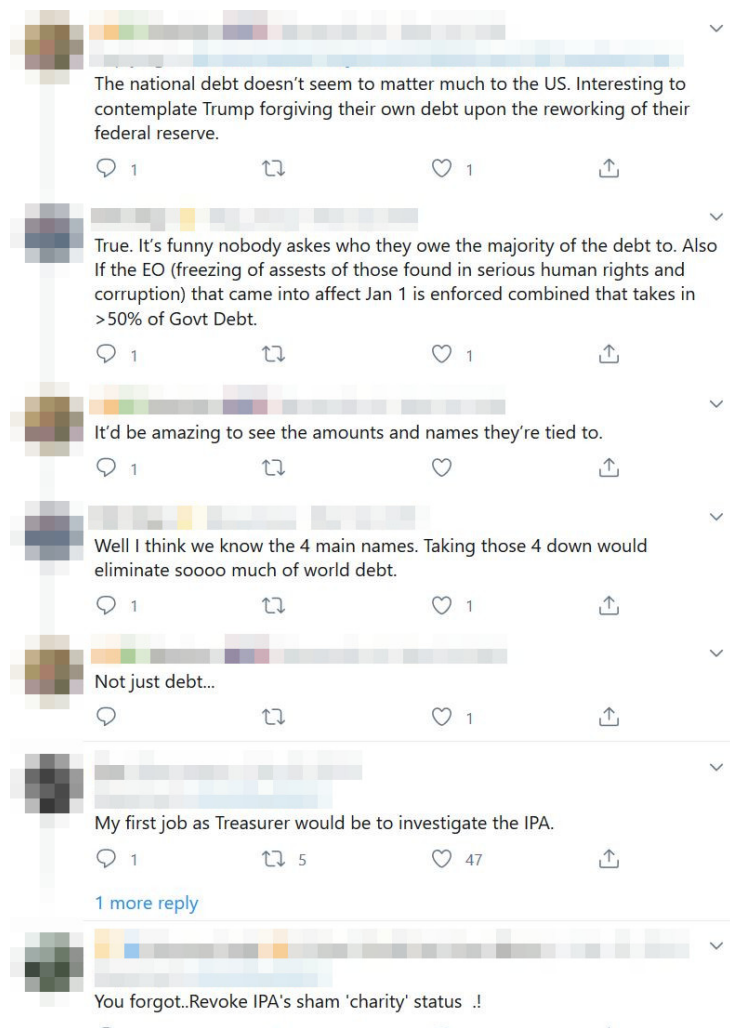 The national debt doesn't seem to matter much to the US. Interesting to
contemplate Trump forgiving their own debt upon the reworking of their
federal reserve.
1 1
True. It's funny nobody askes who they owe the majority of the debt to. Also
If the EO (freezing of assests of those found in serious human rights and
corruption) that came into affect Jan 1 is enforced combined that takes in
>50% of Govt Debt.
1 1
It'd be amazing to see the amounts and names they're tied to.
1
Well I think we know the 4 main names. Taking those 4 down would
eliminate soooo much of world debt.
1 1
Not just debt...
1
My first job as Treasurer would be to investigate the IPA.
1 5 47
1 more reply
You forgot..Revoke IPA's sham 'charity' status .!